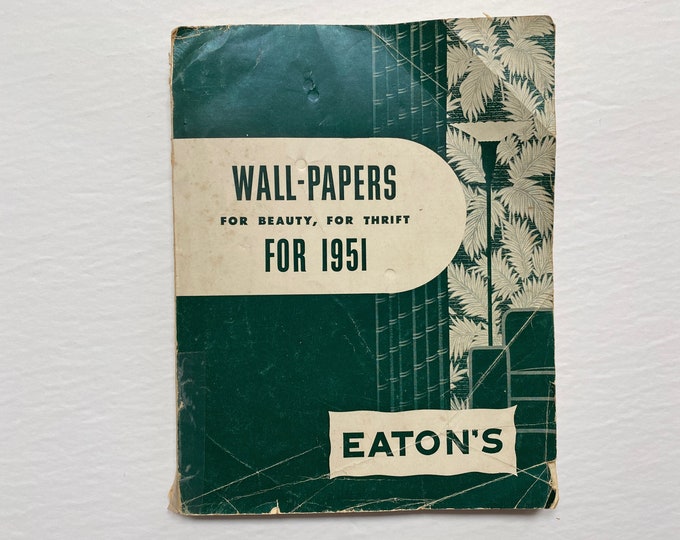 WALL-PAPERS
FOR BEAUTY, FOR THRIFT
FOR 1951
EATON'S